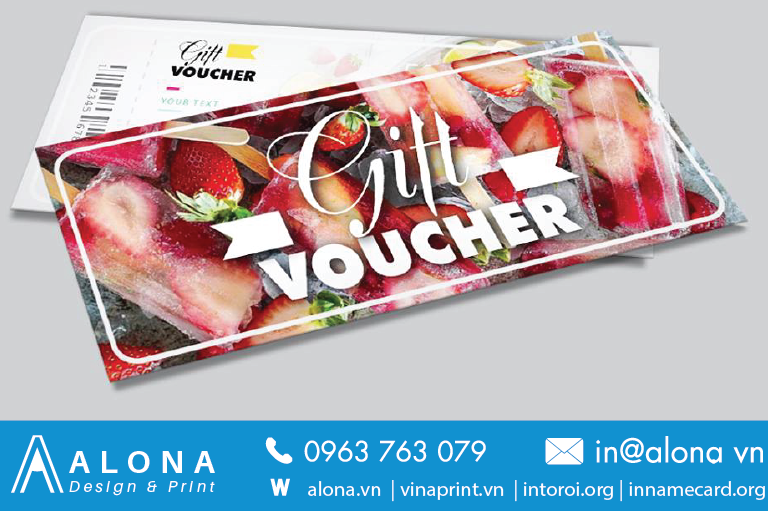 Gift
VOUCHER
YOUR TEXT
Gift
VOUCHER
ALONA
Design & Print
0963 763 079
in@alona vn
W alona.vn | vinaprint.vn | intoroi.org | innamecard.org